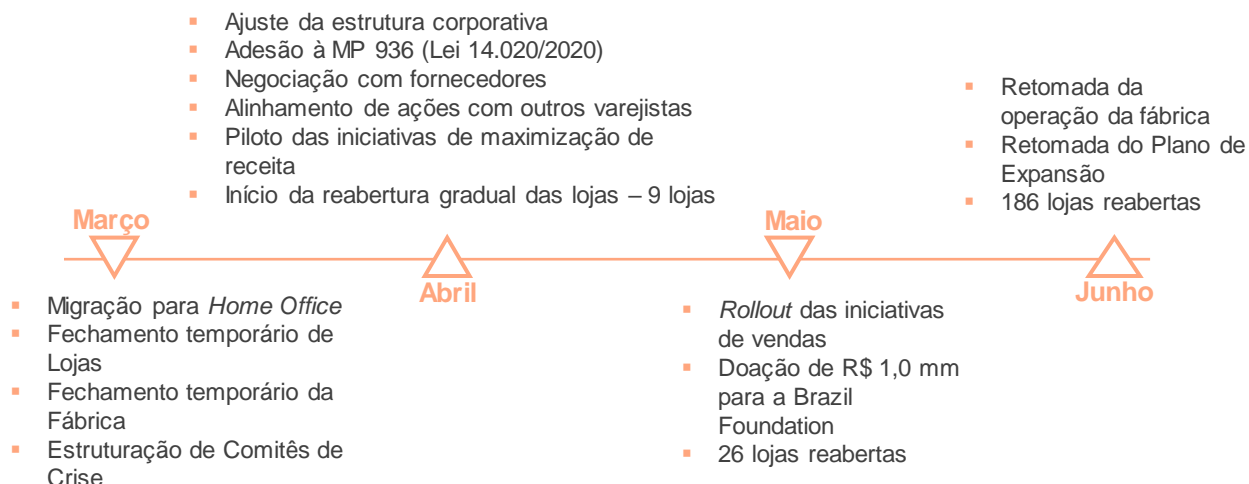 Março
▪ Migração para Home Office
▪ Fechamento temporário de
Lojas
▪ Fechamento temporário da
Fábrica
▪ Estruturação de Comitês de
Crise
▪ Ajuste da estrutura corporativa
▪ Adesão à MP 936 (Lei 14.020/2020)
▪ Negociação com fornecedores
▪ Alinhamento de ações com outros varejistas
▪ Piloto das iniciativas de maximização de
receita
▪ Início da reabertura gradual das lojas – 9 lojas
Abril
Maio
▪ Rollout das iniciativas
de vendas
▪ Doação de R$ 1,0 mm
para a Brazil
Foundation
▪ 26 lojas reabertas
▪ Retomada da
operação da fábrica
▪ Retomada do Plano de
Expansão
▪ 186 lojas reabertas
Junho